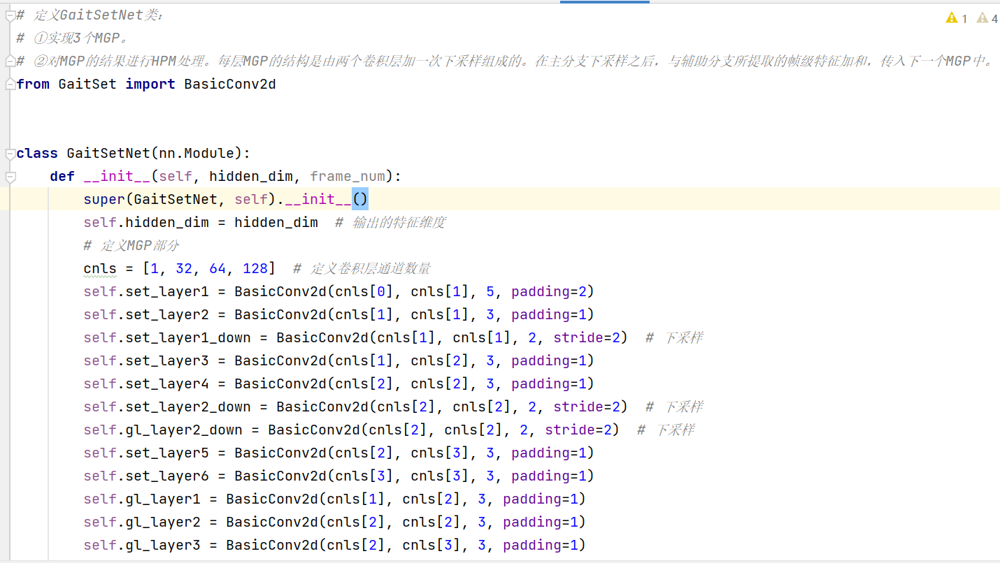 # 定义GaitSetNet类：
1 4
# ①实现3个MGP。
# ②对MGP的结果进行HPM处理。每层MGP的结构是由两个卷积层加一次下采样组成的。在主分支下采样之后，与辅助分支所提取的帧级特征加和，传入下一个MGP中。
from GaitSet import BasicConv2d
class GaitSetNet(nn.Module):
def __init__(self, hidden_dim, frame_num):
super(GaitSetNet, self).__init__()
self.hidden_dim = hidden_dim  # 输出的特征维度
# 定义MGP部分
cnls = [1, 32, 64, 128]  # 定义卷积层通道数量
self.set_layer1 = BasicConv2d(cnls[0], cnls[1], 5, padding=2)
self.set_layer2 = BasicConv2d(cnls[1], cnls[1], 3, padding=1)
self.set_layer1_down = BasicConv2d(cnls[1], cnls[1], 2, stride=2)  # 下采样
self.set_layer3 = BasicConv2d(cnls[1], cnls[2], 3, padding=1)
self.set_layer4 = BasicConv2d(cnls[2], cnls[2], 3, padding=1)
self.set_layer2_down = BasicConv2d(cnls[2], cnls[2], 2, stride=2)  # 下采样
self.gl_layer2_down = BasicConv2d(cnls[2], cnls[2], 2, stride=2)  # 下采样
self.set_layer5 = BasicConv2d(cnls[2], cnls[3], 3, padding=1)
self.set_layer6 = BasicConv2d(cnls[3], cnls[3], 3, padding=1)
self.gl_layer1 = BasicConv2d(cnls[1], cnls[2], 3, padding=1)
self.gl_layer2 = BasicConv2d(cnls[2], cnls[2], 3, padding=1)
self.gl_layer3 = BasicConv2d(cnls[2], cnls[3], 3, padding=1)